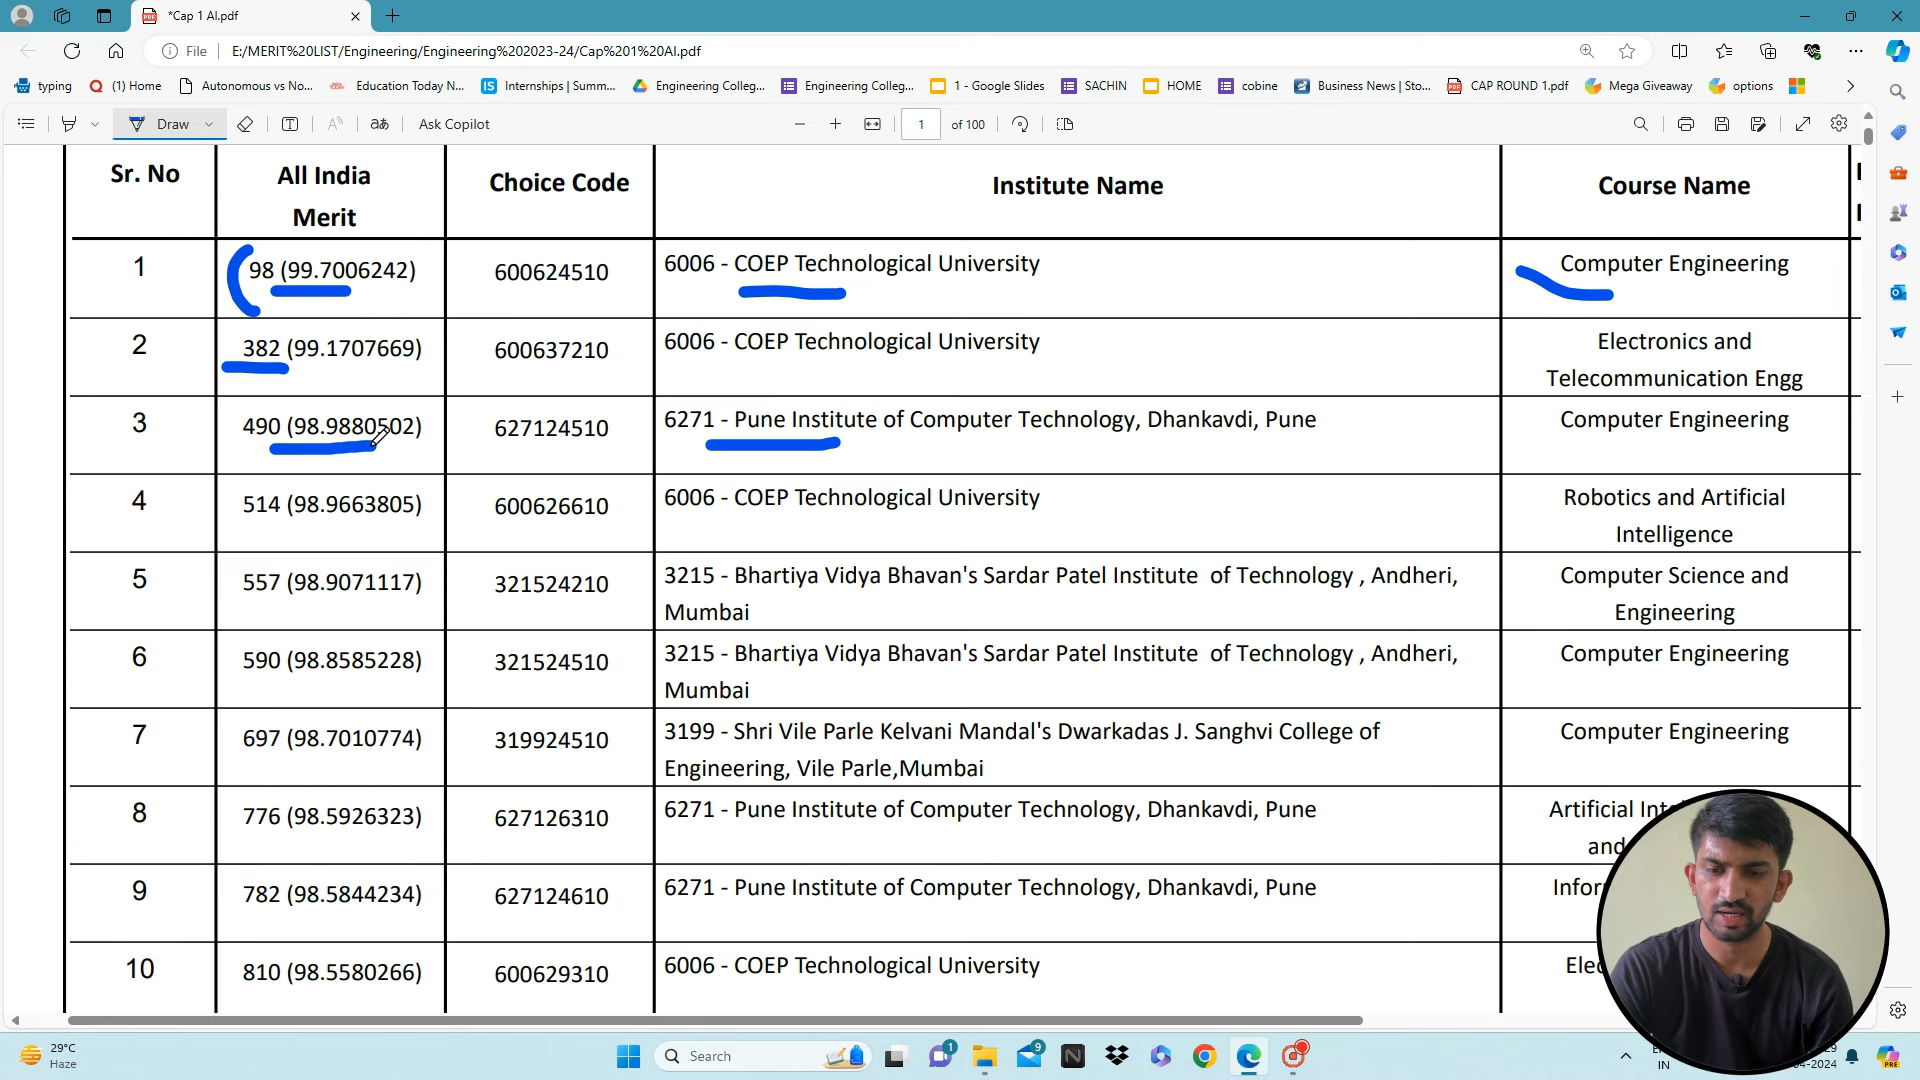 *Cap 1 AI.pdf
File
E:/MERIT%20LIST/Engineering/Engineering%202023-24/Cap%201%20AI.pdf
typing
(1) Home
Autonomous vs No...
Education Today N...
Internships | Summ...
Engineering Colleg...
Engineering Colleg...
1 - Google Slides
SACHIN
HOME
cobine
Business News | Sto...
CAP ROUND 1.pdf
Mega Giveaway
options
Draw
Ask Copilot
1 of 100
Sr. No
All India
Merit
Choice Code
Institute Name
Course Name
1
98 (99.7006242)
600624510
6006 - COEP Technological University
Computer Engineering
2
382 (99.1707669)
600637210
6006 - COEP Technological University
Electronics and
Telecommunication Engg
3
490 (98.9880502)
627124510
6271 - Pune Institute of Computer Technology, Dhankavdi, Pune
Computer Engineering
4
514 (98.9663805)
600626610
6006 - COEP Technological University
Robotics and Artificial
Intelligence
5
557 (98.9071117)
321524210
3215 - Bhartiya Vidya Bhavan's Sardar Patel Institute of Technology , Andheri,
Mumbai
Computer Science and
Engineering
6
590 (98.8585228)
321524510
3215 - Bhartiya Vidya Bhavan's Sardar Patel Institute of Technology , Andheri,
Mumbai
Computer Engineering
7
697 (98.7010774)
319924510
3199 - Shri Vile Parle Kelvani Mandal's Dwarkadas J. Sanghvi College of
Engineering, Vile Parle,Mumbai
Computer Engineering
8
776 (98.5926323)
627126310
6271 - Pune Institute of Computer Technology, Dhankavdi, Pune
Artificial
and
9
782 (98.5844234)
627124610
6271 - Pune Institute of Computer Technology, Dhankavdi, Pune
10
810 (98.5580266)
600629310
6006 - COEP Technological University
29°C
Haze
Search
1
9
IN
2024